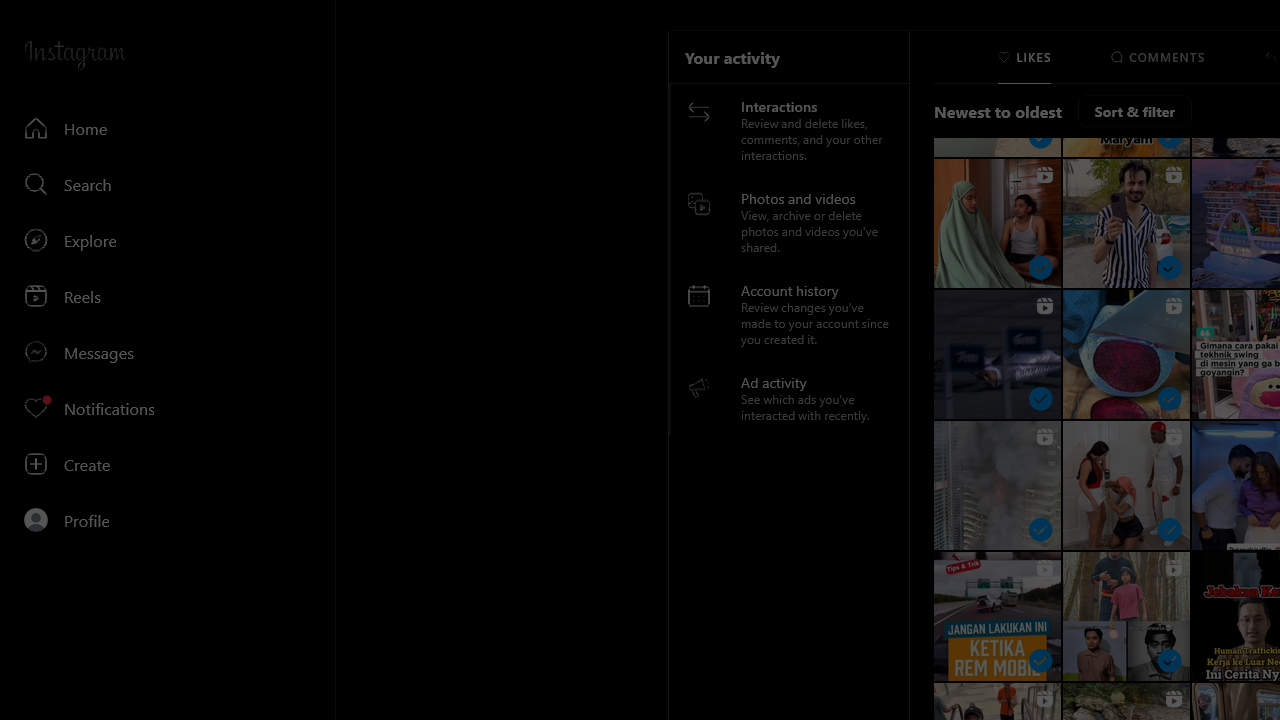 Instagram
Home
Search
Explore
Reels
Messages
Notifications
Create
Profile
Your activity
Interactions
Review and delete likes,
comments, and your other
interactions.
Photos and videos
View, archive or delete
photos and videos you've
shared.
Account history
Review changes you've
made to your account since
you created it.
Ad activity
See which ads you've
interacted with recently.
LIKES
COMMENTS
Newest to oldest
Sort & filter
Maryam
Gimana cara pakai
tekhnik swing
di mesin yang ga b
goyangin?
Tips & Trik
JANGAN LAKUKAN INI
KETIKA
REM MOBIL
Jebakan
Human Traffickin
Kerja ke Luar Neg
Ini Cerita Ny